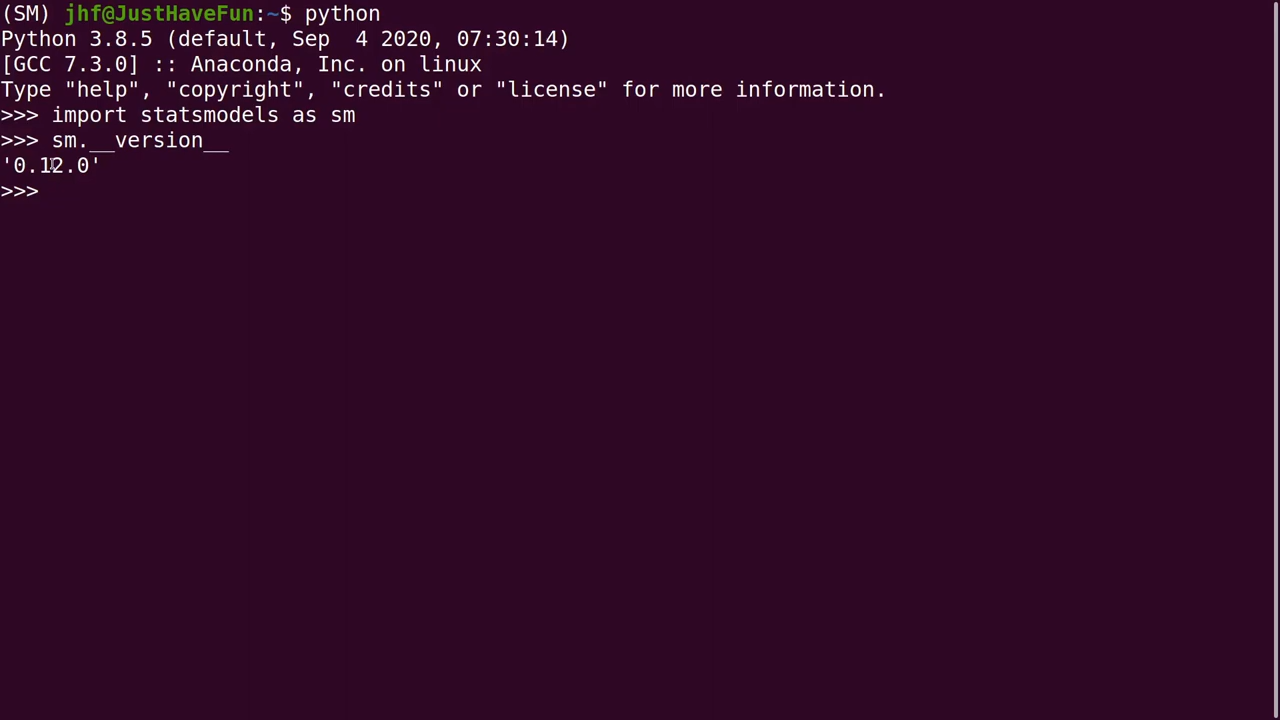 (SM) jhf@JustHaveFun:~$ python
Python 3.8.5 (default, Sep  4 2020, 07:30:14)
[GCC 7.3.0] :: Anaconda, Inc. on linux
Type "help", "copyright", "credits" or "license" for more information.
>>> import statsmodels as sm
>>> sm.__version__
'0.12.0'
>>>